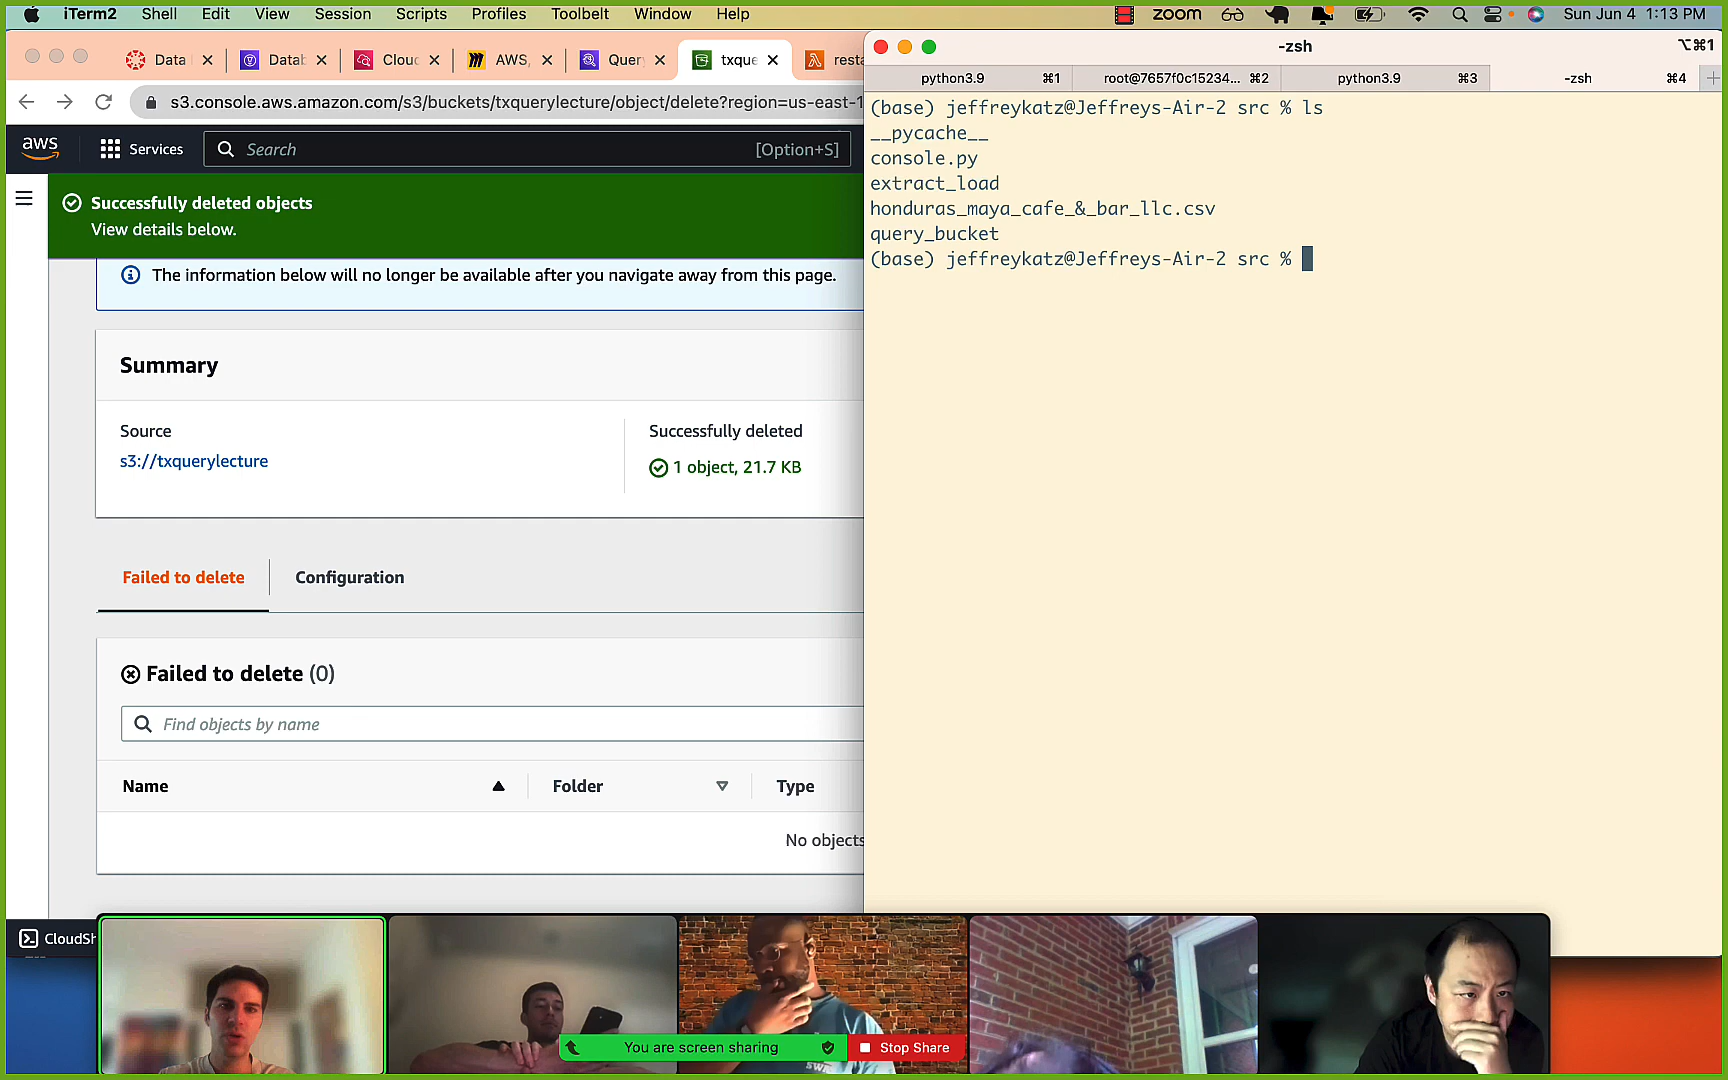 iTerm2 Shell Edit View Session Scripts Profiles Toolbelt Window Help
zoom Sun Jun 4 1:13 PM
Data Datab Cloud AWS, Query txque resta
s3.console.aws.amazon.com/s3/buckets/txquerylecture/object/delete?region=us-east-1
aws Services Search [Option+S]
Successfully deleted objects
View details below.
The information below will no longer be available after you navigate away from this page.
Summary
Source
s3://txquerylecture
Successfully deleted
1 object, 21.7 KB
Failed to delete Configuration
Failed to delete (0)
Find objects by name
Name Folder Type
No objects
CloudSh
-zsh ⌥⌘1
python3.9 ⌘1 root@7657f0c15234... ⌘2 python3.9 ⌘3 -zsh ⌘4
(base) jeffreykatz@Jeffreys-Air-2 src % ls
__pycache__
console.py
extract_load
honduras_maya_cafe_&_bar_llc.csv
query_bucket
(base) jeffreykatz@Jeffreys-Air-2 src %
You are screen sharing Stop Share